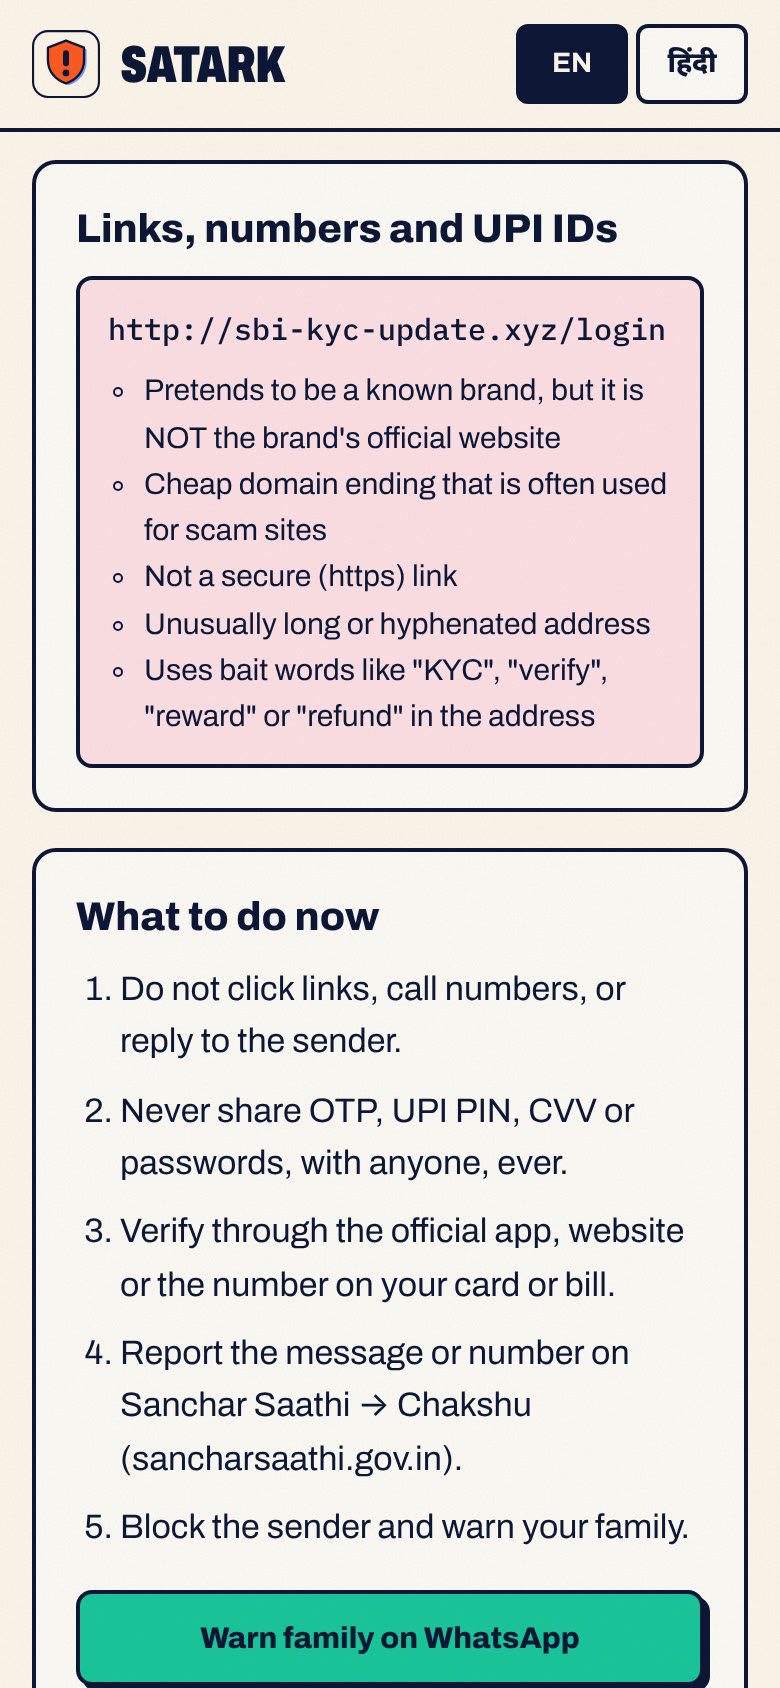 SATARK
EN
हिंदी
Links, numbers and UPI IDs
http://sbi-kyc-update.xyz/login
Pretends to be a known brand, but it is
NOT the brand's official website
Cheap domain ending that is often used
for scam sites
Not a secure (https) link
Unusually long or hyphenated address
Uses bait words like "KYC", "verify",
"reward" or "refund" in the address
What to do now
1. Do not click links, call numbers, or
reply to the sender.
2. Never share OTP, UPI PIN, CVV or
passwords, with anyone, ever.
3. Verify through the official app, website
or the number on your card or bill.
4. Report the message or number on
Sanchar Saathi → Chakshu
(sancharsaathi.gov.in).
5. Block the sender and warn your family.
Warn family on WhatsApp